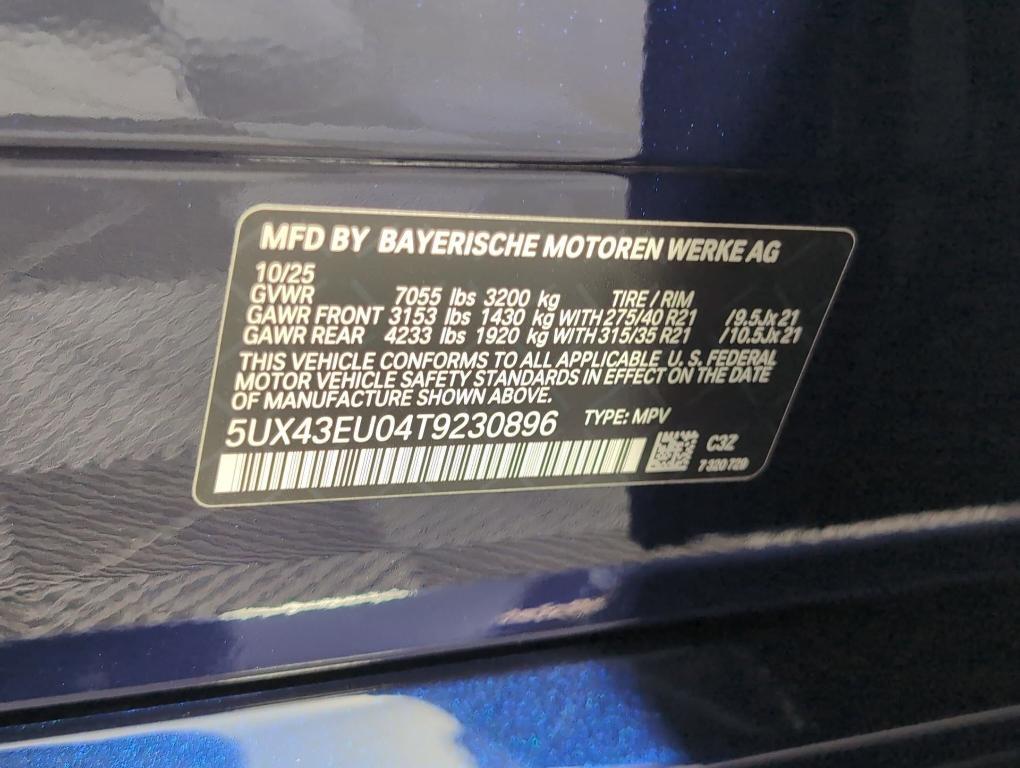 MFD BY BAYERISCHE MOTOREN WERKE AG
10/25
GVWR 7055 lbs 3200 kg TIRE / RIM
GAWR FRONT 3153 lbs 1430 kg WITH 275/40 R21 /9.5Jx21
GAWR REAR 4233 lbs 1920 kg WITH 315/35 R21 /10.5Jx21
THIS VEHICLE CONFORMS TO ALL APPLICABLE U.S. FEDERAL
MOTOR VEHICLE SAFETY STANDARDS IN EFFECT ON THE DATE
OF MANUFACTURE SHOWN ABOVE.
5UX43EU04T9230896 TYPE: MPV
C3Z
7 320 729